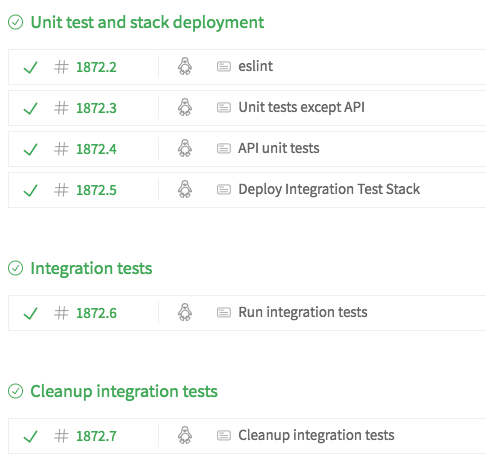 Unit test and stack deployment
# 1872.2 eslint
# 1872.3 Unit tests except API
# 1872.4 API unit tests
# 1872.5 Deploy Integration Test Stack
Integration tests
# 1872.6 Run integration tests
Cleanup integration tests
# 1872.7 Cleanup integration tests